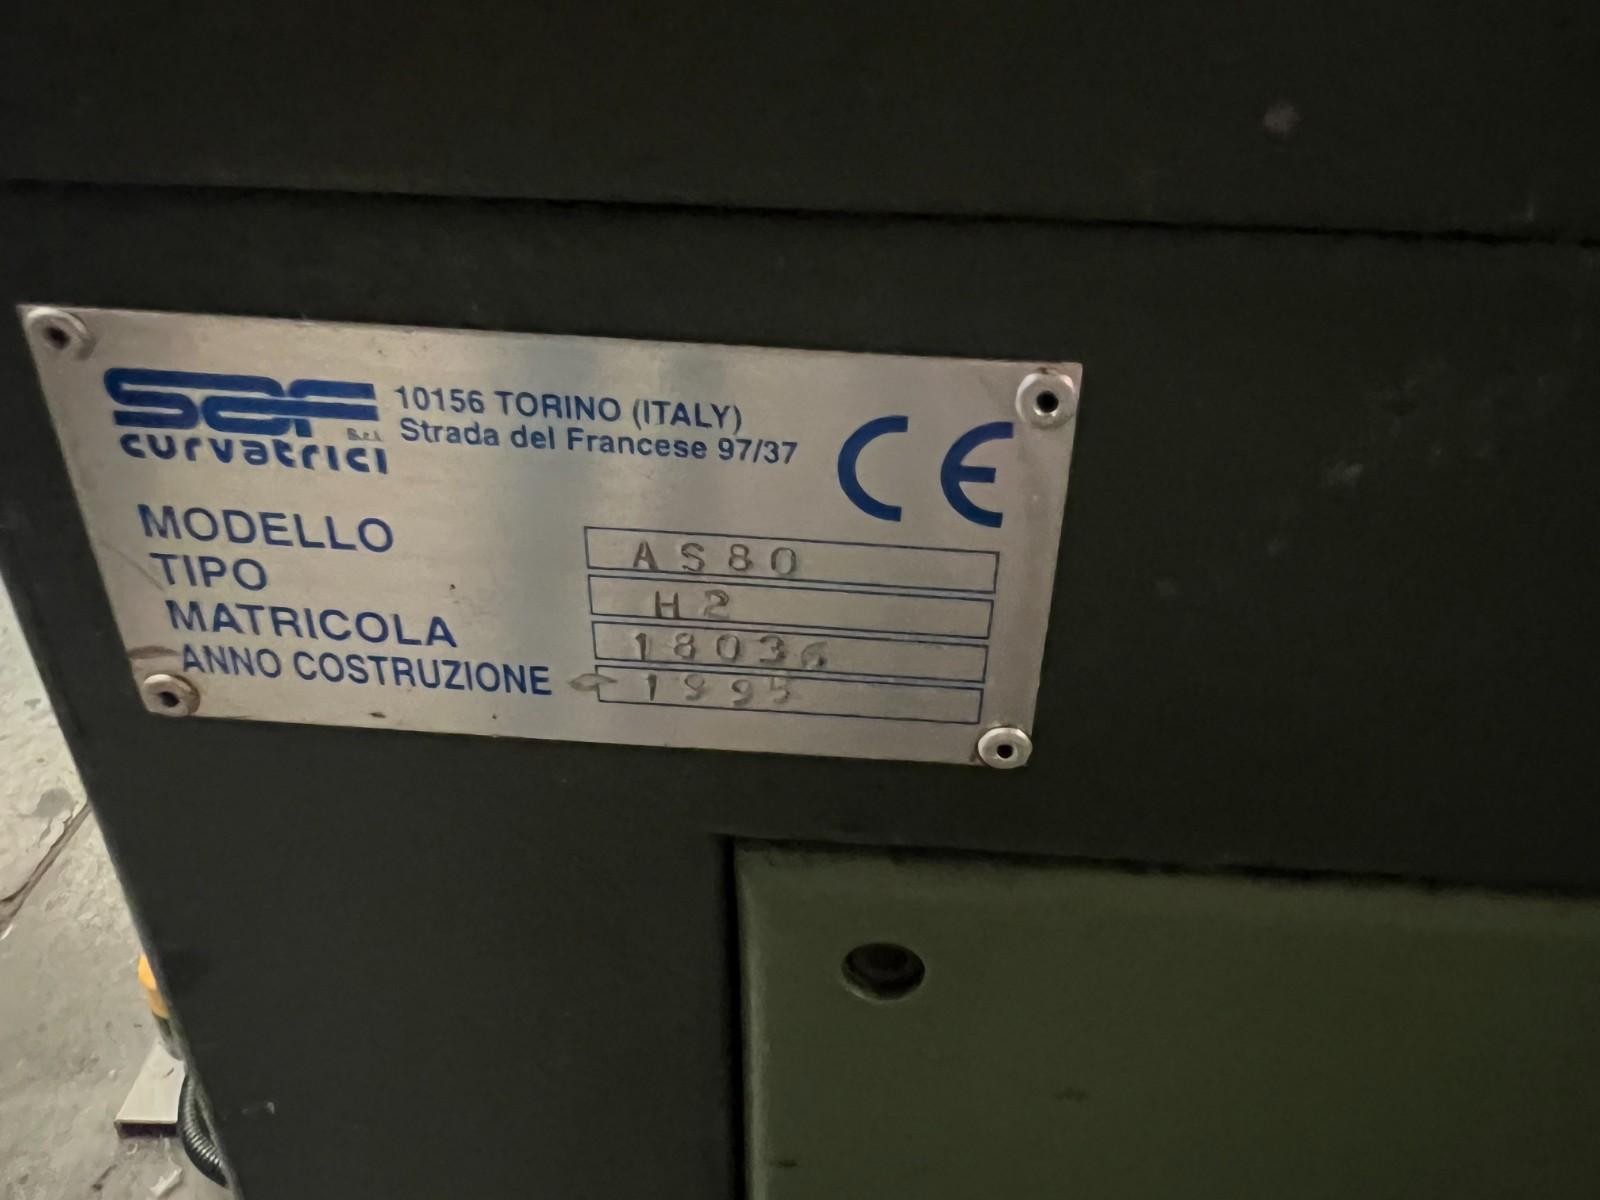 SAF
S.r.l.
curvatrici
10156 TORINO (ITALY)
Strada del Francese 97/37
CE
MODELLO AS80
TIPO H2
MATRICOLA 18036
ANNO COSTRUZIONE 1995